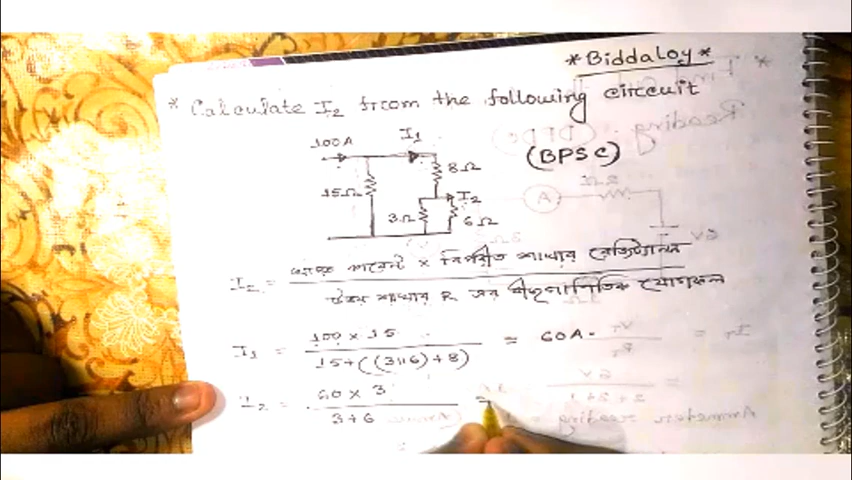 *Biddaloy*
* Calculate I₂ from the following circuit
(BPSC)
100A I₁
8Ω
15Ω
I₂
3Ω 6Ω
I₂ = কারেন্ট × বিপরীত শাখার রেজিস্ট্যান্স
উভয় শাখার R এর যোগফল
I₁ = 100 × 15 / 15+((3||6)+8) = 60A.
I₂ = 60 × 3 / 3+6 =